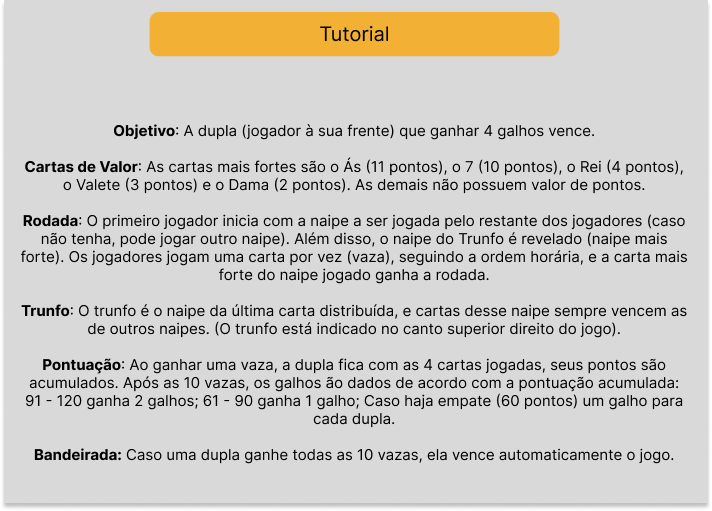 Tutorial
Objetivo: A dupla (jogador à sua frente) que ganhar 4 galhos vence.
Cartas de Valor: As cartas mais fortes são o Ás (11 pontos), o 7 (10 pontos), o Rei (4 pontos),
o Valete (3 pontos) e o Dama (2 pontos). As demais não possuem valor de pontos.
Rodada: O primeiro jogador inicia com a naipe a ser jogada pelo restante dos jogadores (caso
não tenha, pode jogar outro naipe). Além disso, o naipe do Trunfo é revelado (naipe mais
forte). Os jogadores jogam uma carta por vez (vaza), seguindo a ordem horária, e a carta mais
forte do naipe jogado ganha a rodada.
Trunfo: O trunfo é o naipe da última carta distribuída, e cartas desse naipe sempre vencem as
de outros naipes. (O trunfo está indicado no canto superior direito do jogo).
Pontuação: Ao ganhar uma vaza, a dupla fica com as 4 cartas jogadas, seus pontos são
acumulados. Após as 10 vazas, os galhos ão dados de acordo com a pontuação acumulada:
91 - 120 ganha 2 galhos; 61 - 90 ganha 1 galho; Caso haja empate (60 pontos) um galho para
cada dupla.
Bandeirada: Caso uma dupla ganhe todas as 10 vazas, ela vence automaticamente o jogo.